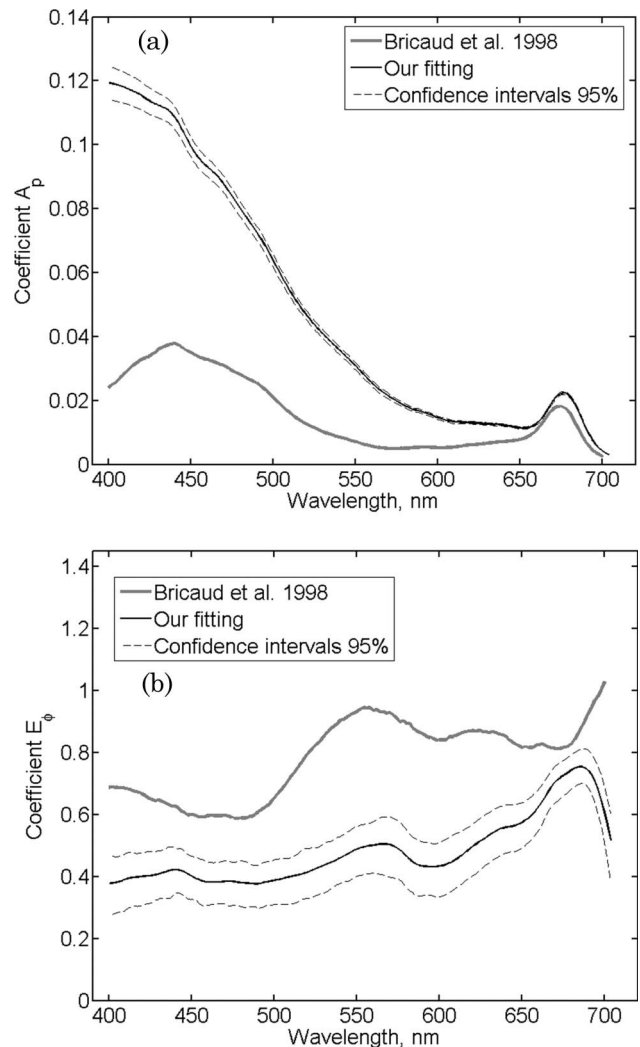 (a)
Bricaud et al. 1998
Our fitting
Confidence intervals 95%
Coefficient A_p
0.14
0.12
0.1
0.08
0.06
0.04
0.02
0
400 450 500 550 600 650 700
Wavelength, nm
Bricaud et al. 1998
Our fitting
Confidence intervals 95%
(b)
Coefficient E_ϕ
1.4
1.2
1
0.8
0.6
0.4
0.2
0
400 450 500 550 600 650 700
Wavelength, nm